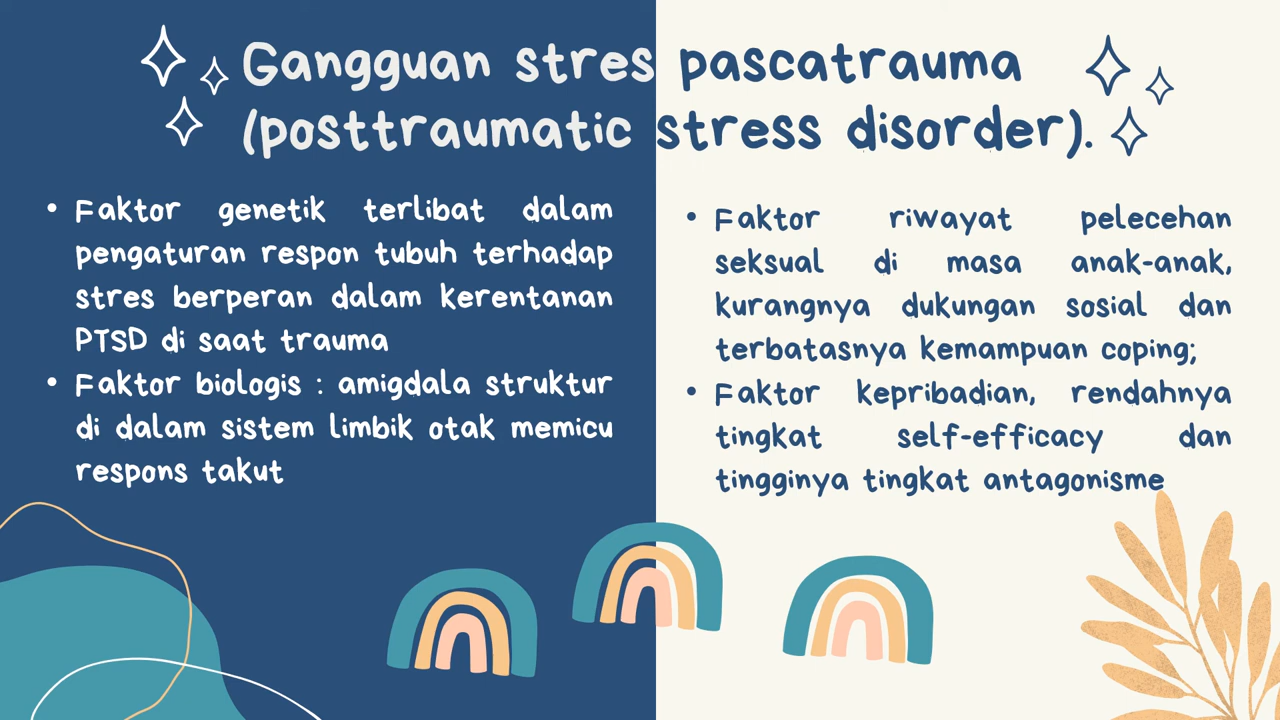 Gangguan stres pascatrauma
(posttraumatic stress disorder).
• Faktor genetik terlibat dalam
pengaturan respon tubuh terhadap
stres berperan dalam kerentanan
PTSD di saat trauma
• Faktor biologis : amigdala struktur
di dalam sistem limbik otak memicu
respons takut
• Faktor riwayat pelecehan
seksual di masa anak-anak,
kurangnya dukungan sosial dan
terbatasnya kemampuan coping;
• Faktor kepribadian, rendahnya
tingkat self-efficacy dan
tingginya tingkat antagonisme